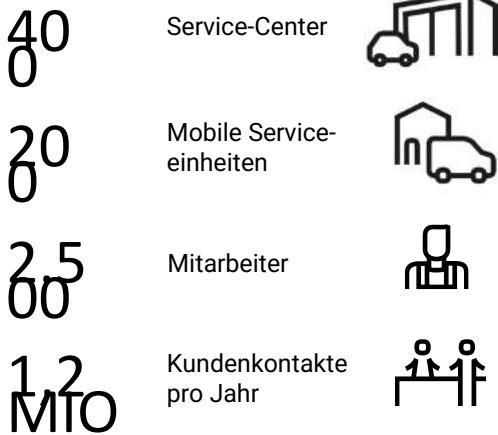 40
0
Service-Center
20
0
Mobile Service-
einheiten
2.5
00
Mitarbeiter
1,2
MIO
Kundenkontakte
pro Jahr